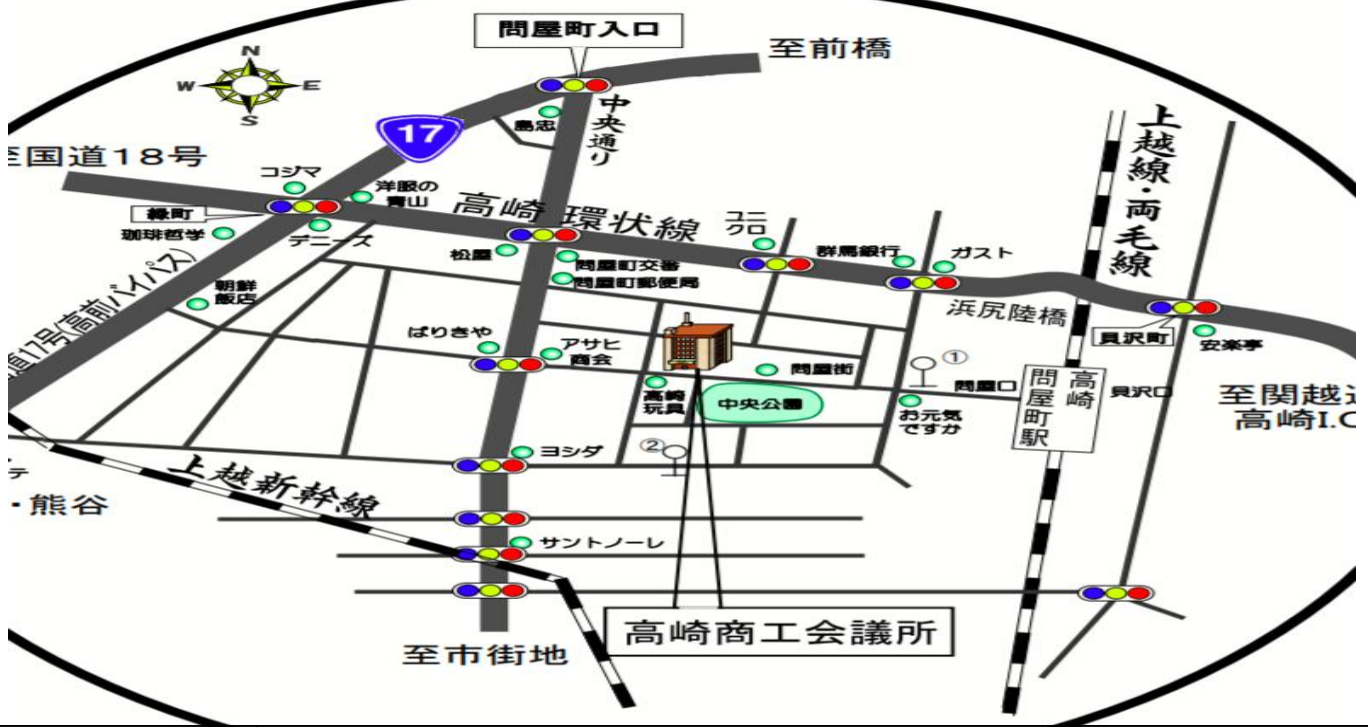 問屋町入口
至前橋
N
W
E
S
島忠
中央通り
上越線・両毛線
17
至国道18号
コジマ
洋服の
青山
緑町
珈琲哲学
デニーズ
高崎環状線
ユニ
クロ
松屋
問屋町交番
問屋町郵便局
群馬銀行
ガスト
朝鮮
飯店
道17号(高前バイパス)
浜尻陸橋
貝沢町
安楽亭
ばりきや
アサヒ
商会
問屋街
①
問屋口
高崎
問屋町駅
貝沢口
至関越道
高崎I.C
高崎
玩具
中央公園
お元気
ですか
②
ヨシダ
上越新幹線
テ
・熊谷
サントノーレ
高崎商工会議所
至市街地